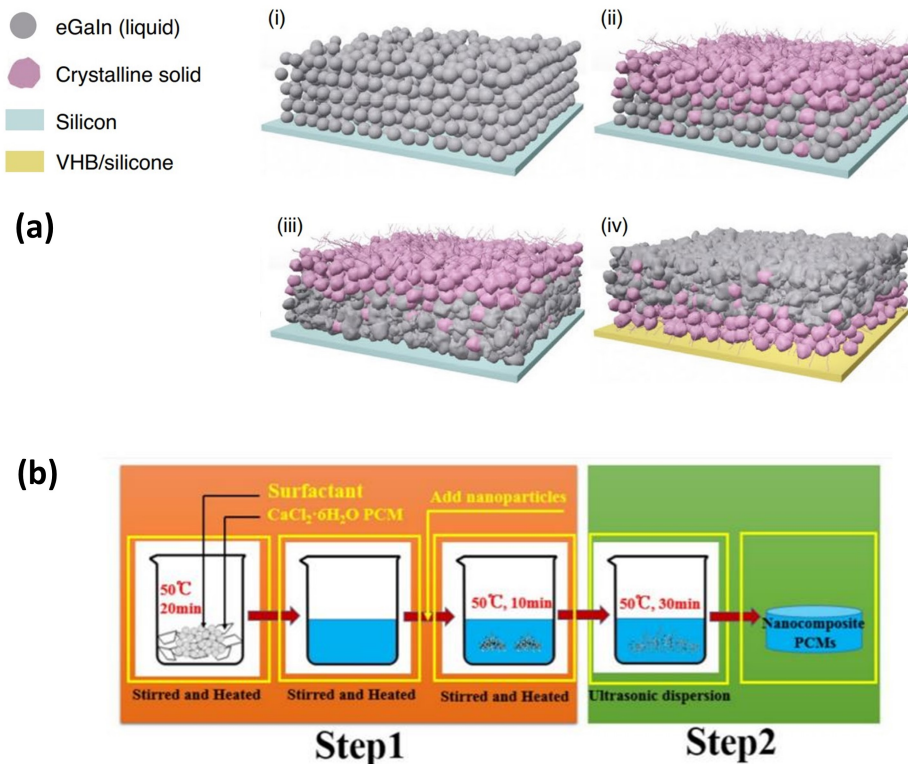 eGaIn (liquid)
Crystalline solid
Silicon
VHB/silicone
(a)
(i)
(ii)
(iii)
(iv)
(b)
Surfactant
CaCl₂·6H₂O PCM
Add nanoparticles
50℃
20min
50℃, 10min
50℃, 30min
Nanocomposite
PCMs
Stirred and Heated
Stirred and Heated
Stirred and Heated
Ultrasonic dispersion
Step1
Step2